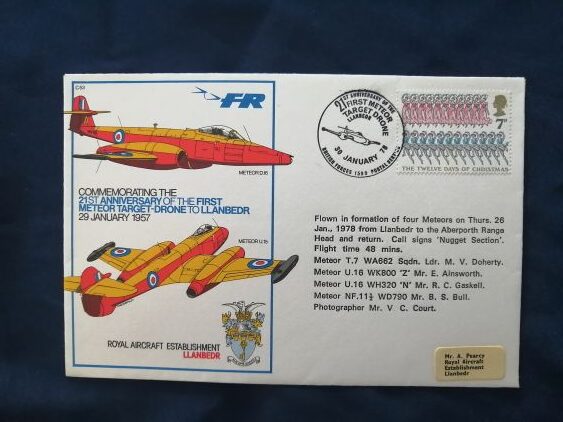 C53
FR
METEOR D.16
COMMEMORATING THE
21ST ANNIVERSARY OF THE FIRST
METEOR TARGET-DRONE TO LLANBEDR
29 JANUARY 1957
METEOR U.15
ROYAL AIRCRAFT ESTABLISHMENT
LLANBEDR
21ST ANNIVERSARY OF THE
FIRST METEOR
TARGET DRONE
LLANBEDR
30 JANUARY 78
BRITISH FORCES 1599 POSTAL SERVICE
7P
THE TWELVE DAYS OF CHRISTMAS
Flown in formation of four Meteors on Thurs. 26
Jan., 1978 from Llanbedr to the Aberporth Range
Head and return. Call signs 'Nugget Section'.
Flight time 48 mins.
Meteor T.7 WA662 Sqdn. Ldr. M. V. Doherty.
Meteor U.16 WK800 "Z" Mr. E. Ainsworth.
Meteor U.16 WH320 "N" Mr. R. C. Gaskell.
Meteor NF.11½ WD790 Mr. B. S. Bull.
Photographer Mr. V C. Court.
Mr. A. Pearcy
Royal Aircraft
Establishment
Llanbedr